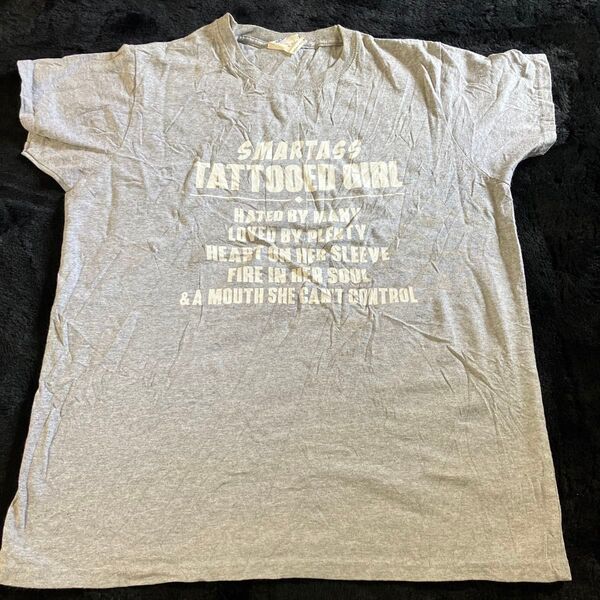 SMARTASS
TATTOOED GIRL
HATED BY MANY
LOVED BY PLENTY
HEART ON HER SLEEVE
FIRE IN HER SOUL
& A MOUTH SHE CAN'T CONTROL